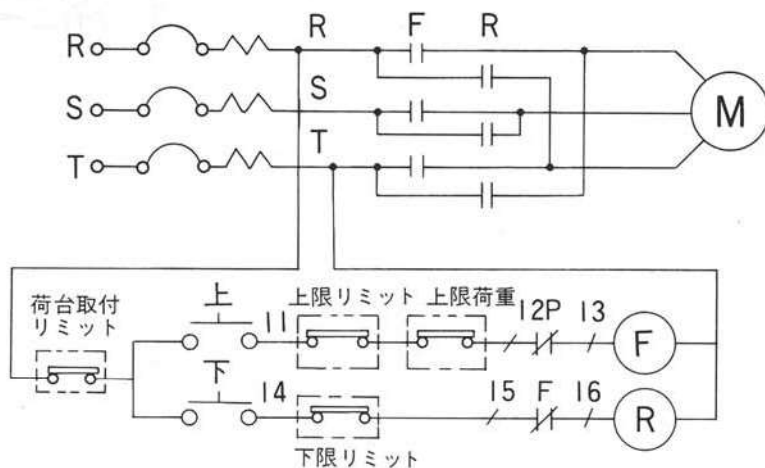 R R F R
S S
T T
M
荷台取付
リミット
上 11 上限リミット 上限荷重 12P 13 F
下 14 15 F 16 R
下限リミット